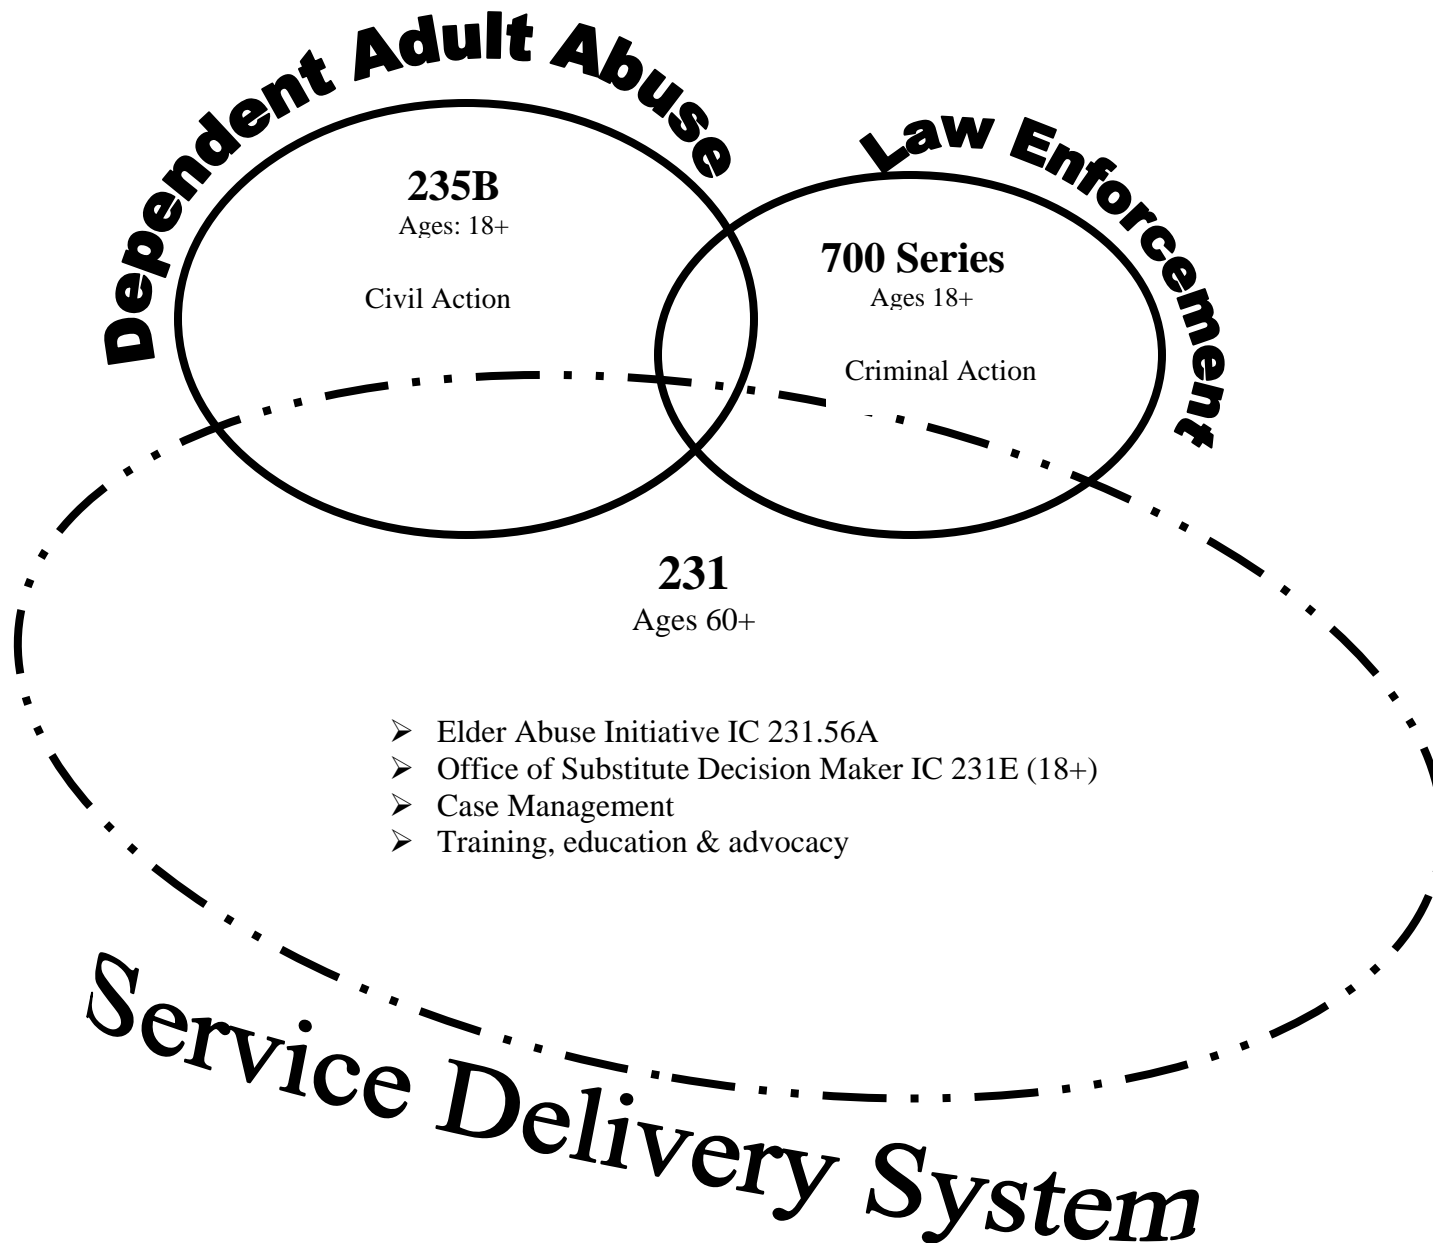 Dependent Adult Abuse
Law Enforcement
235B
Ages: 18+
Civil Action
700 Series
Ages 18+
Criminal Action
231
Ages 60+
➢ Elder Abuse Initiative IC 231.56A
➢ Office of Substitute Decision Maker IC 231E (18+)
➢ Case Management
➢ Training, education & advocacy
Service Delivery System